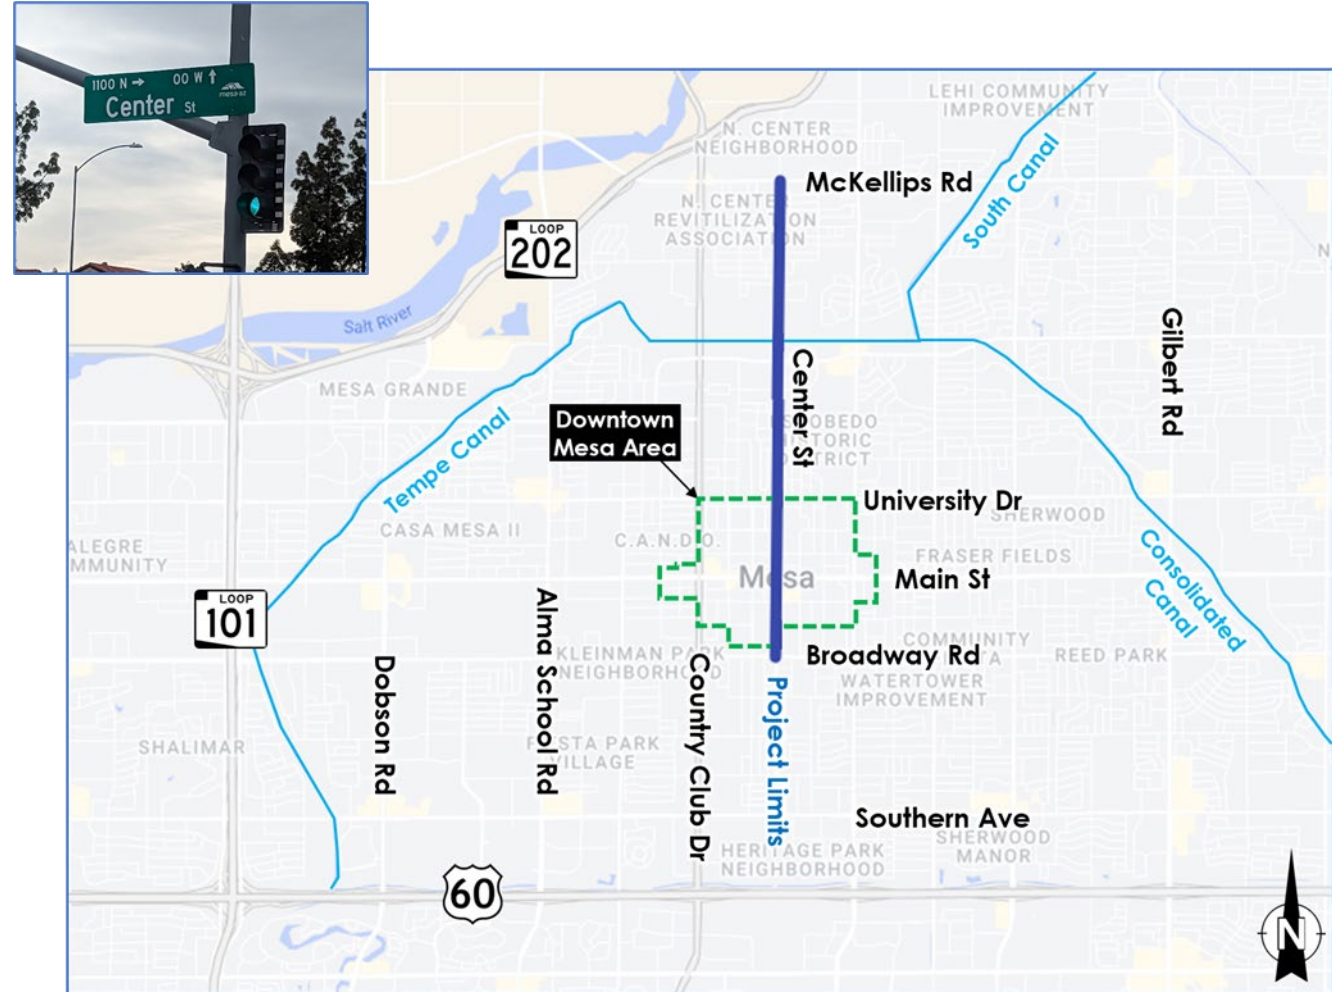 1100 N → 00 W ↑
Center St
mesa·az
LEHI COMMUNITY
IMPROVEMENT
N. CENTER
NEIGHBORHOOD
McKellips Rd
N. CENTER
REVITILIZATION
ASSOCIATION
South Canal
LOOP
202
Salt River
Gilbert Rd
MESA GRANDE
Center St
Downtown
Mesa Area
Tempe Canal
University Dr
SHERWOOD
CASA MESA II
C.A.N.D.O.
FRASER FIELDS
Consolidated
Canal
Mesa
Main St
LOOP
101
Alma School Rd
KLEINMAN PARK
NEIGHBORHOOD
Broadway Rd
COMMUNITY
REED PARK
WATERTOWER
IMPROVEMENT
Dobson Rd
Country Club Dr
Project Limits
SHALIMAR
VILLAGE
Southern Ave
SHERWOOD
MANOR
HERITAGE PARK
NEIGHBORHOOD
60
N